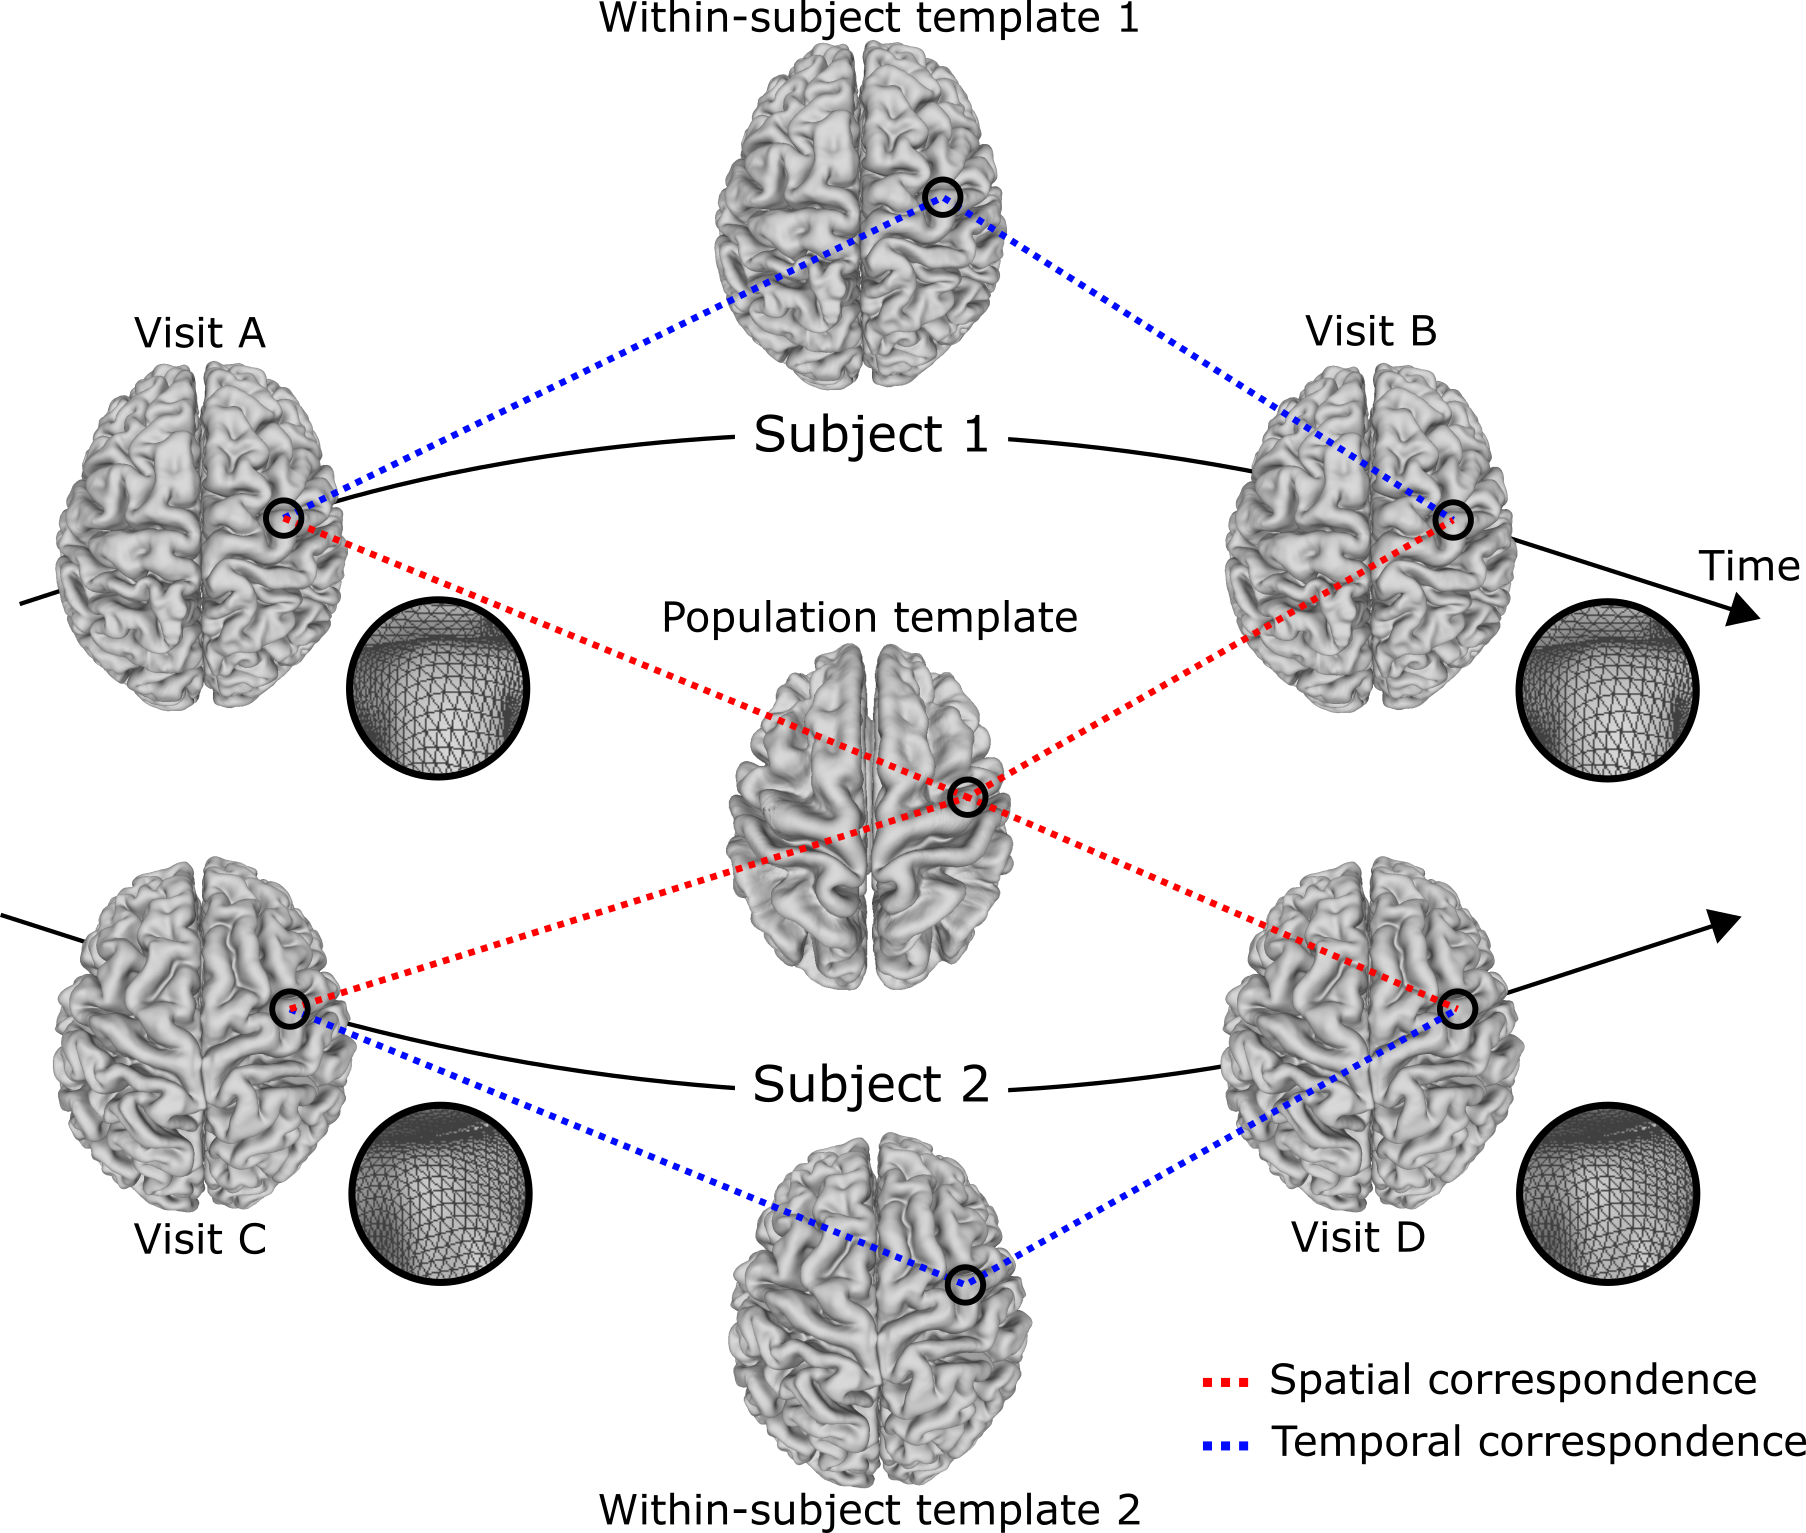 Within-subject template 1
Visit A
Visit B
Subject 1
Time
Population template
Subject 2
Visit C
Visit D
Spatial correspondence
Temporal correspondence
Within-subject template 2